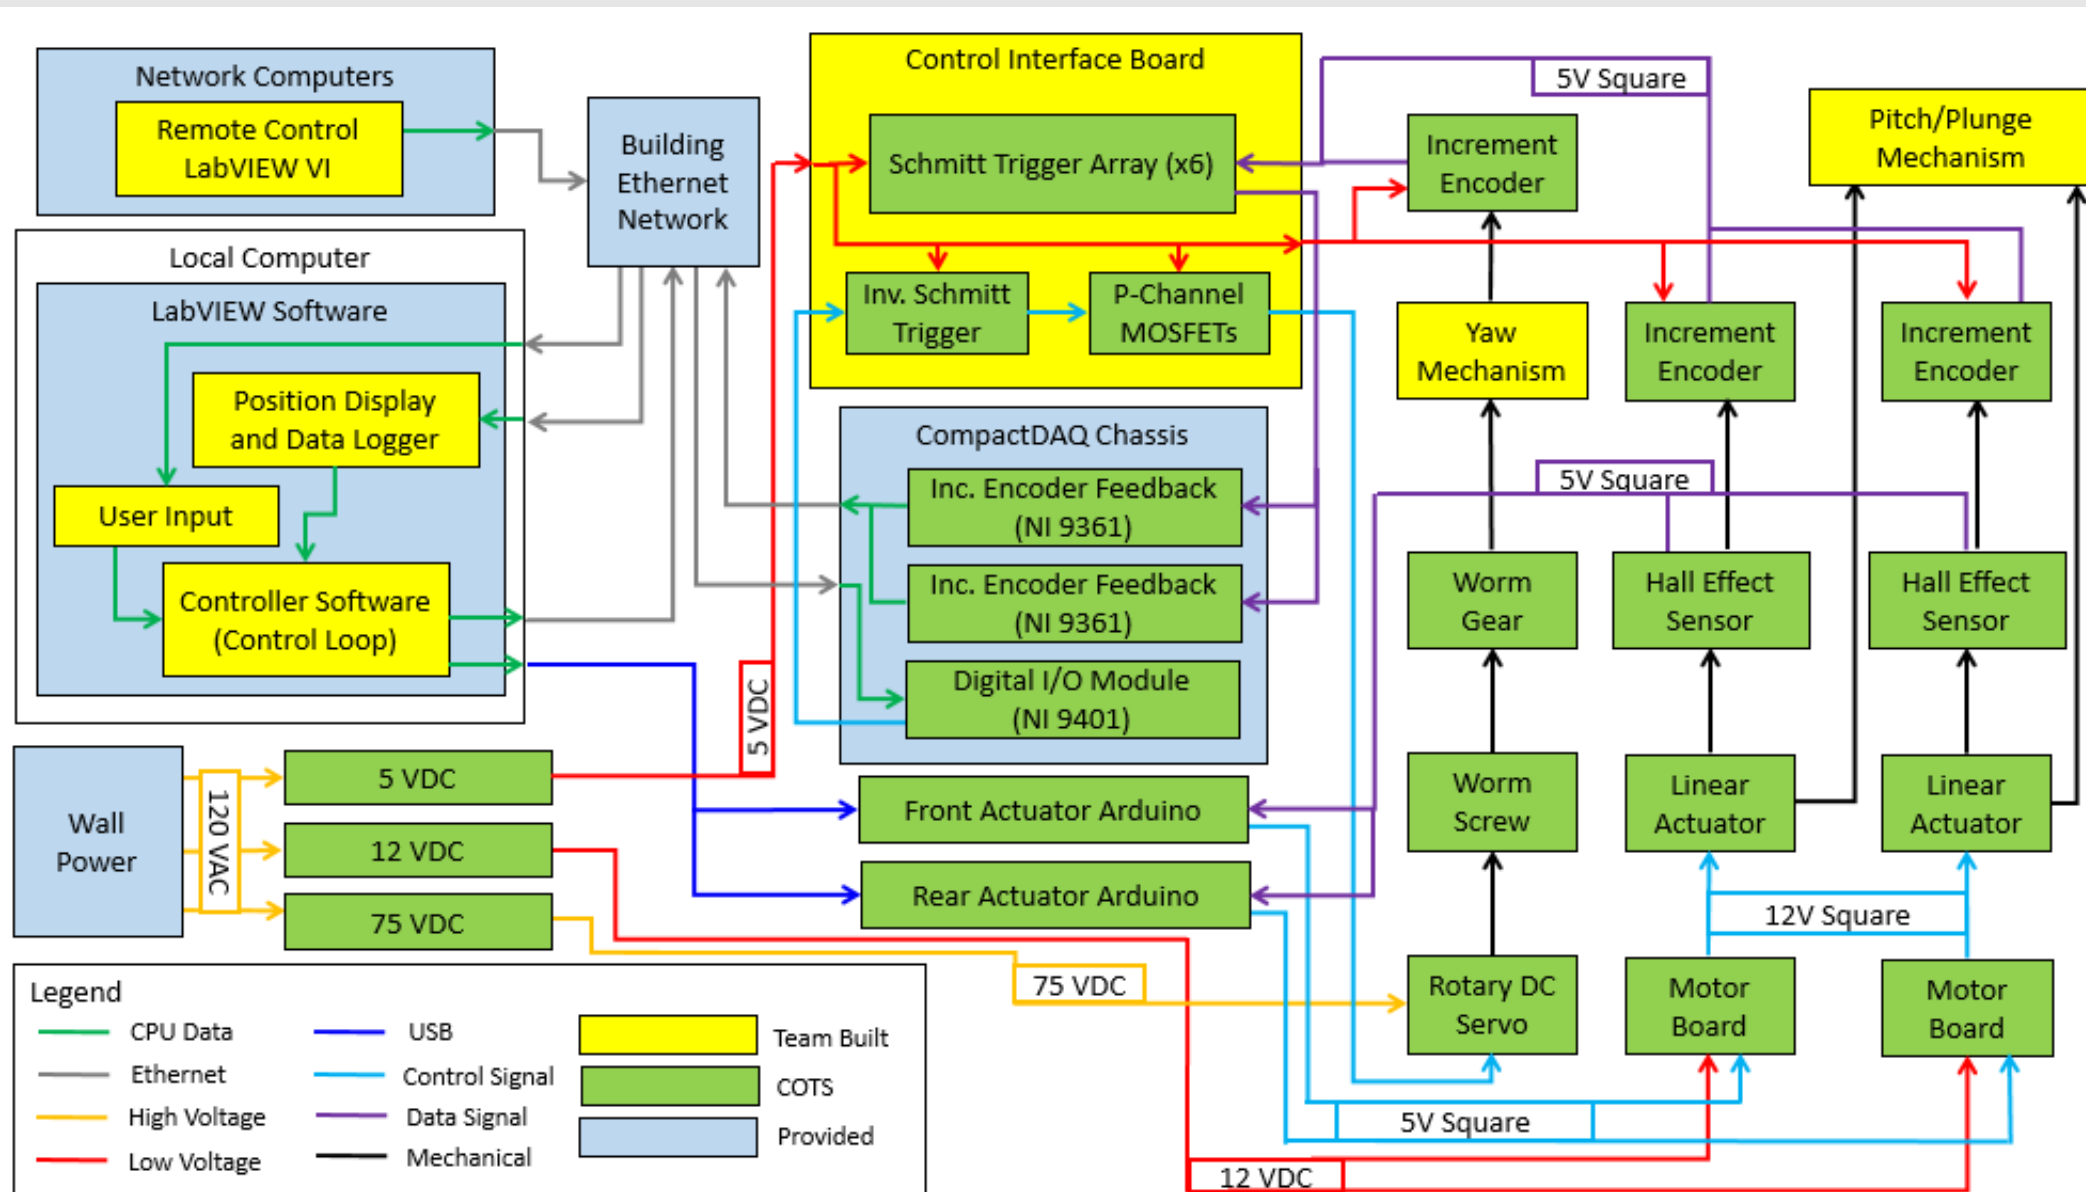 Network Computers
Remote Control
LabVIEW VI
Building
Ethernet
Network
Local Computer
LabVIEW Software
Position Display
and Data Logger
User Input
Controller Software
(Control Loop)
Control Interface Board
Schmitt Trigger Array (x6)
Inv. Schmitt
Trigger
P-Channel
MOSFETs
CompactDAQ Chassis
Inc. Encoder Feedback
(NI 9361)
Inc. Encoder Feedback
(NI 9361)
Digital I/O Module
(NI 9401)
Front Actuator Arduino
Rear Actuator Arduino
5V Square
Increment
Encoder
Pitch/Plunge
Mechanism
Yaw
Mechanism
Increment
Encoder
Increment
Encoder
5V Square
Worm
Gear
Hall Effect
Sensor
Hall Effect
Sensor
Worm
Screw
Linear
Actuator
Linear
Actuator
12V Square
Rotary DC
Servo
Motor
Board
Motor
Board
5V Square
12 VDC
75 VDC
5 VDC
Wall
Power
120 VAC
5 VDC
12 VDC
75 VDC
Legend
CPU Data
Ethernet
High Voltage
Low Voltage
USB
Control Signal
Data Signal
Mechanical
Team Built
COTS
Provided